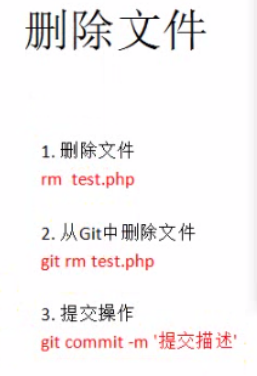 删除文件
1. 删除文件
rm  test.php
2. 从Git中删除文件
git rm test.php
3. 提交操作
git commit -m '提交描述'